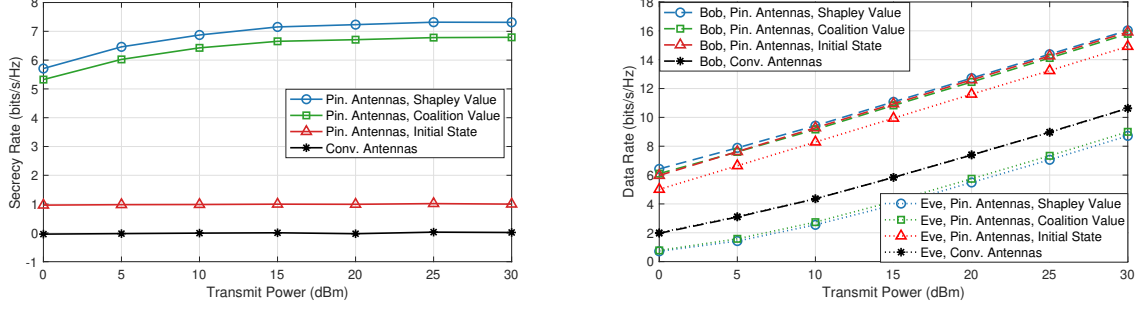 8
7
6
5
4
3
2
1
0
-1
0
5
10
15
20
25
30
Secrecy Rate (bits/s/Hz)
Transmit Power (dBm)
Pin. Antennas, Shapley Value
Pin. Antennas, Coalition Value
Pin. Antennas, Initial State
Conv. Antennas
18
16
14
12
10
8
6
4
2
0
0
5
10
15
20
25
30
Data Rate (bits/s/Hz)
Transmit Power (dBm)
Bob, Pin. Antennas, Shapley Value
Bob, Pin. Antennas, Coalition Value
Bob, Pin. Antennas, Initial State
Bob, Conv. Antennas
Eve, Pin. Antennas, Shapley Value
Eve, Pin. Antennas, Coalition Value
Eve, Pin. Antennas, Initial State
Eve, Conv. Antennas